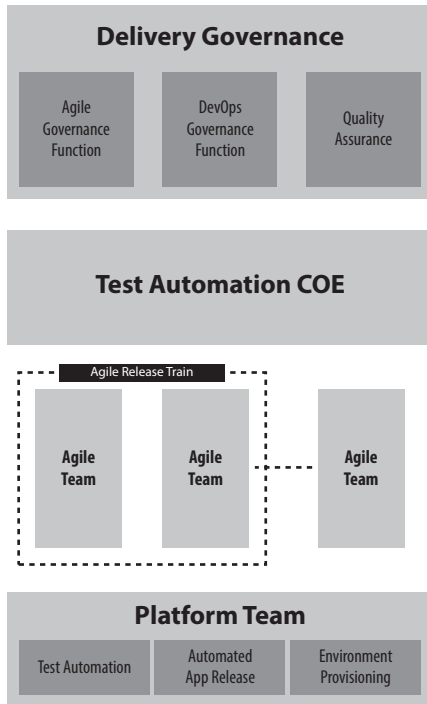 Delivery Governance
Agile
Governance
Function
DevOps
Governance
Function
Quality
Assurance
Test Automation COE
Agile Release Train
Agile
Team
Agile
Team
Agile
Team
Platform Team
Test Automation
Automated
App Release
Environment
Provisioning